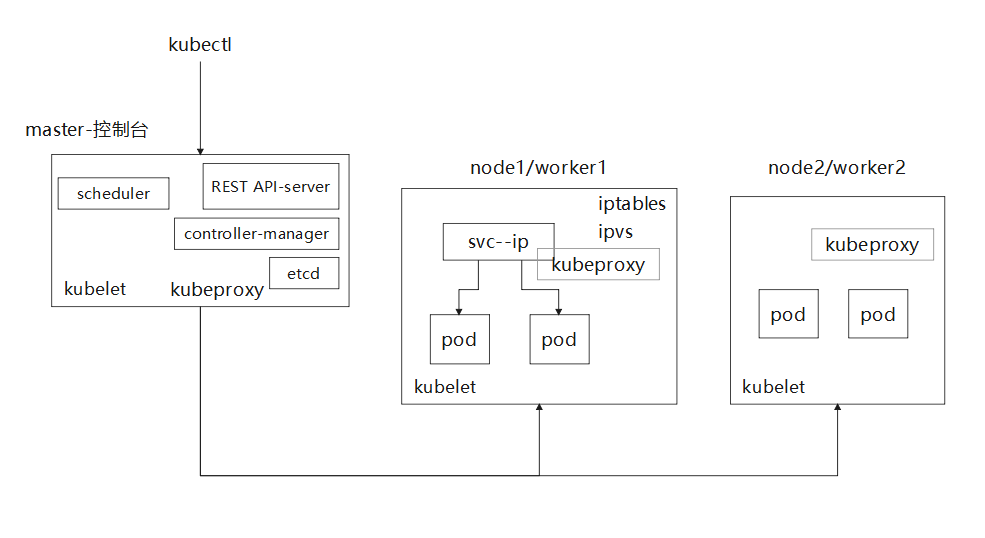 kubectl
master-控制台
scheduler
REST API-server
controller-manager
etcd
kubelet
kubeproxy
node1/worker1
iptables
ipvs
svc--ip
kubeproxy
pod
pod
kubelet
node2/worker2
kubeproxy
pod
pod
kubelet